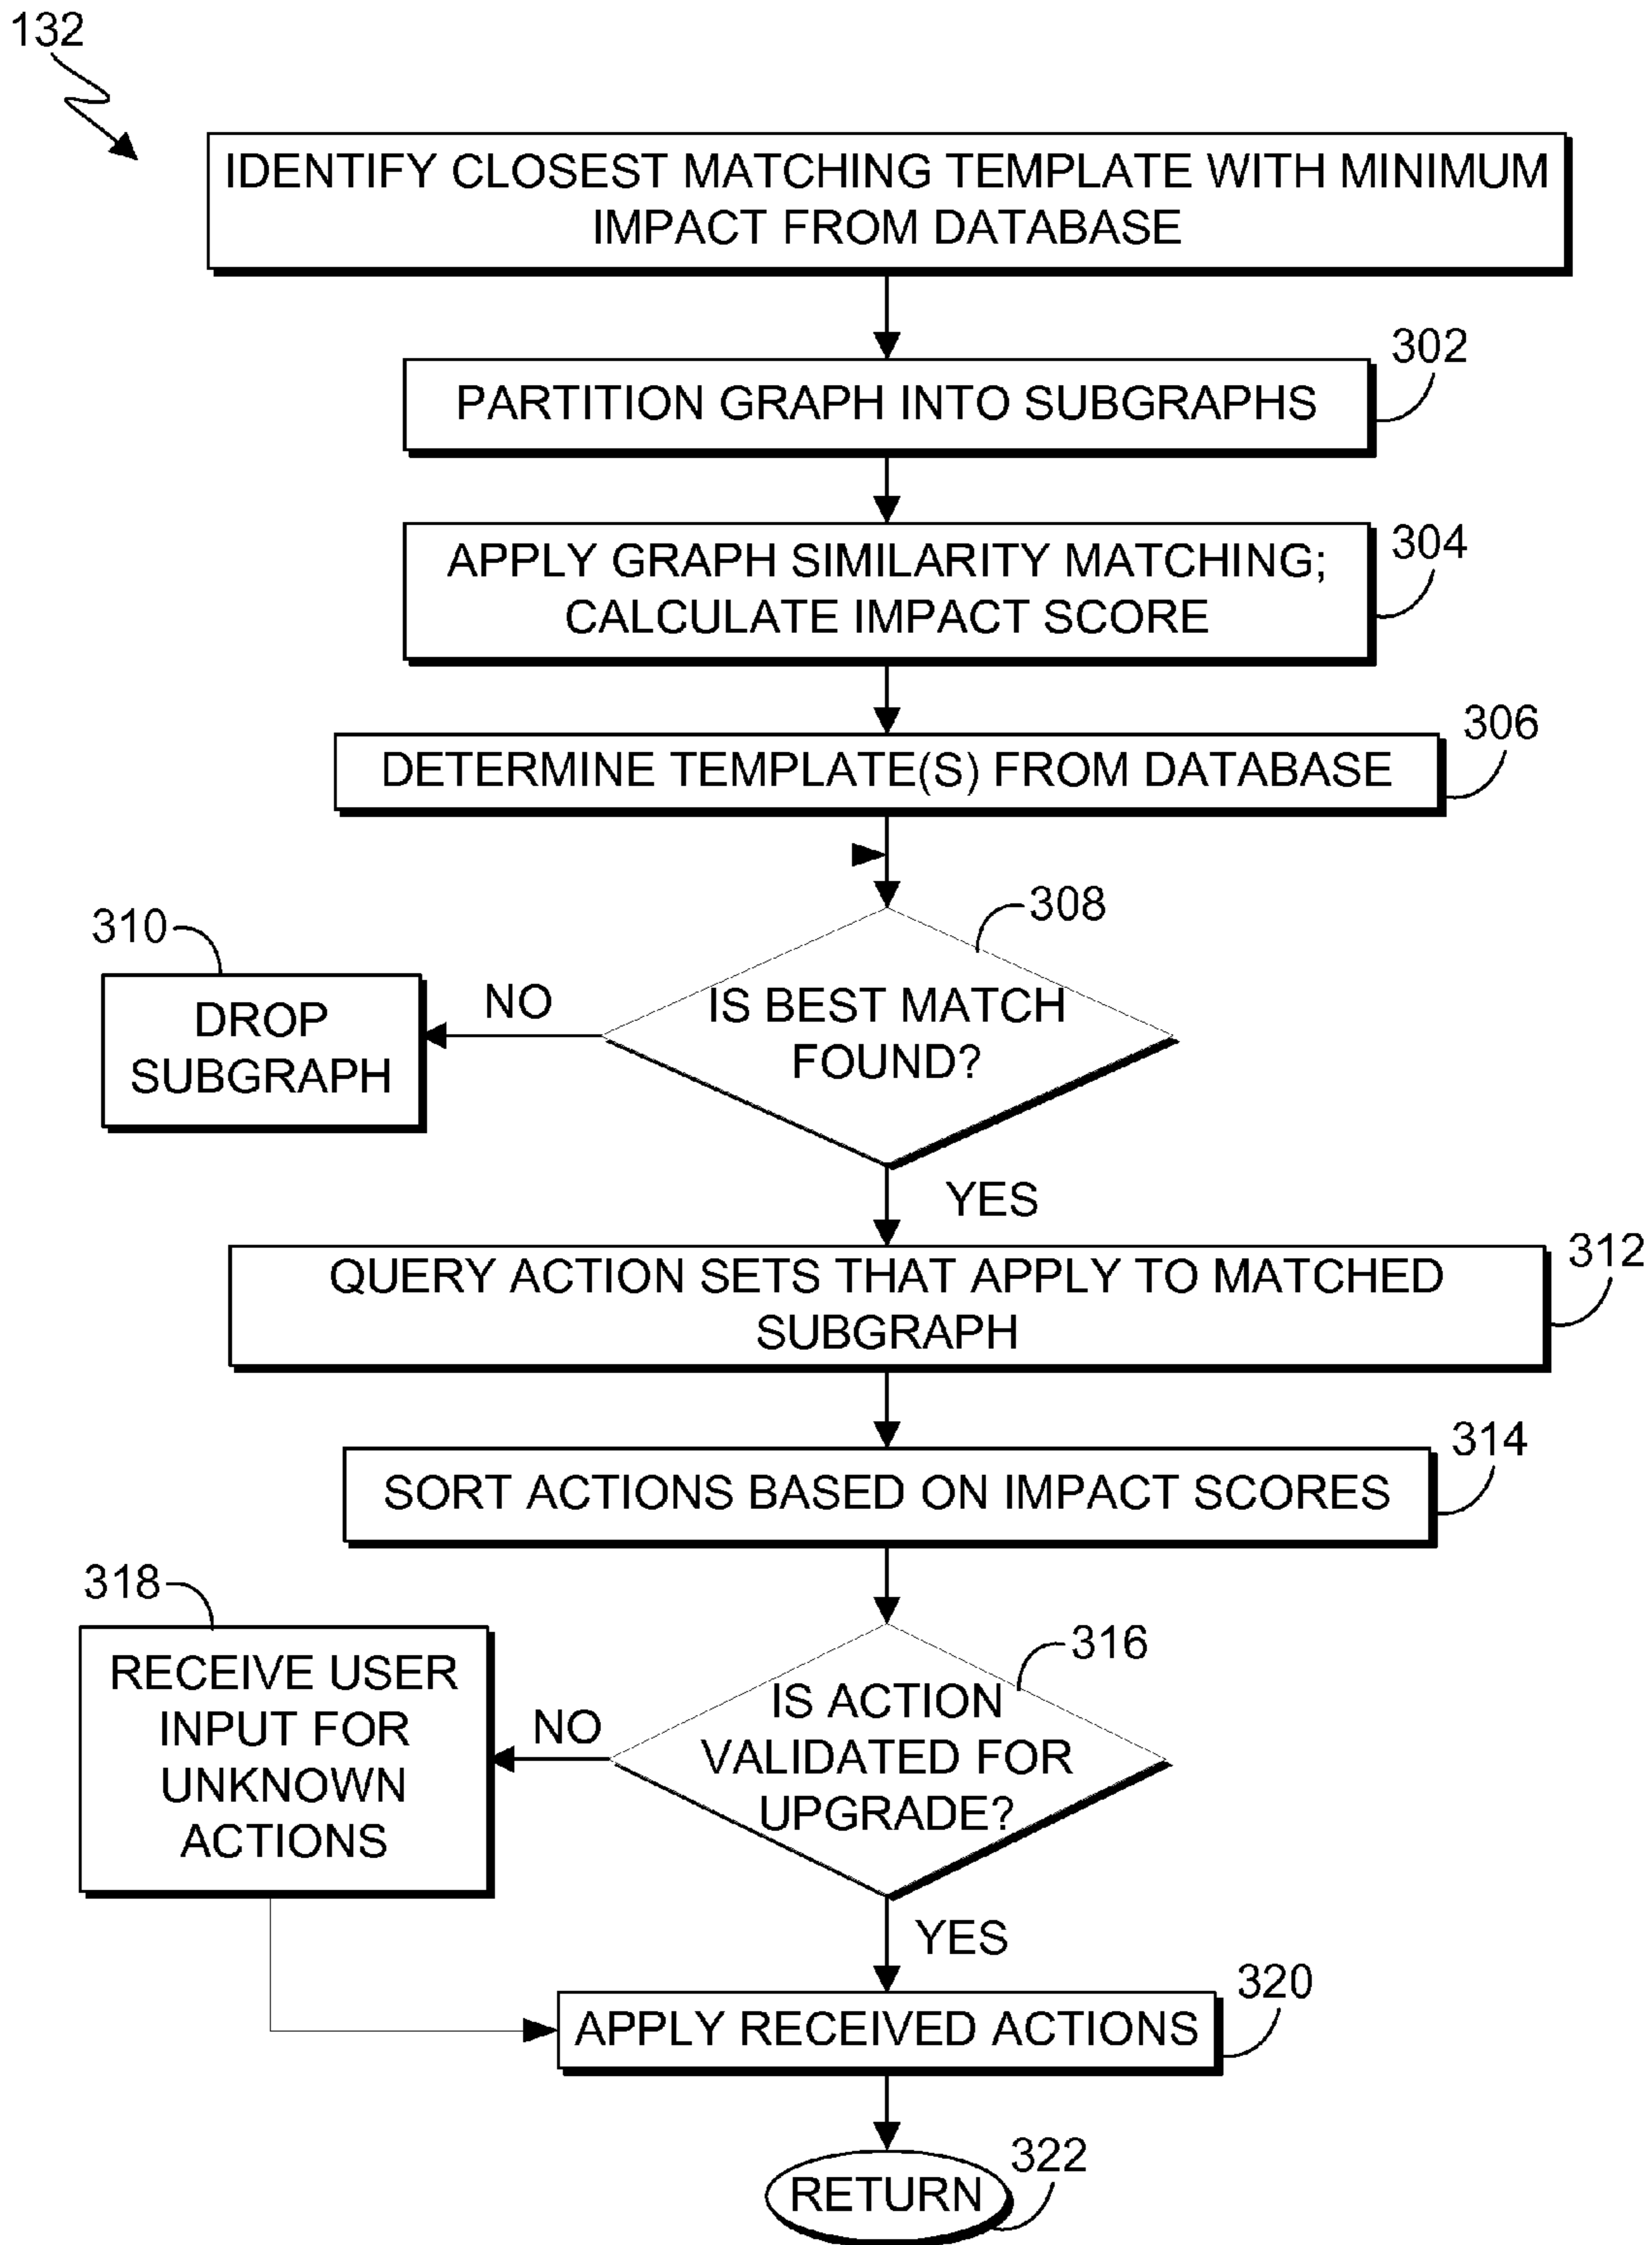 132
IDENTIFY CLOSEST MATCHING TEMPLATE WITH MINIMUM
IMPACT FROM DATABASE
302
PARTITION GRAPH INTO SUBGRAPHS
304
APPLY GRAPH SIMILARITY MATCHING;
CALCULATE IMPACT SCORE
306
DETERMINE TEMPLATE(S) FROM DATABASE
308
IS BEST MATCH
FOUND?
NO
310
DROP
SUBGRAPH
YES
312
QUERY ACTION SETS THAT APPLY TO MATCHED
SUBGRAPH
314
SORT ACTIONS BASED ON IMPACT SCORES
316
IS ACTION
VALIDATED FOR
UPGRADE?
NO
318
RECEIVE USER
INPUT FOR
UNKNOWN
ACTIONS
YES
320
APPLY RECEIVED ACTIONS
322
RETURN